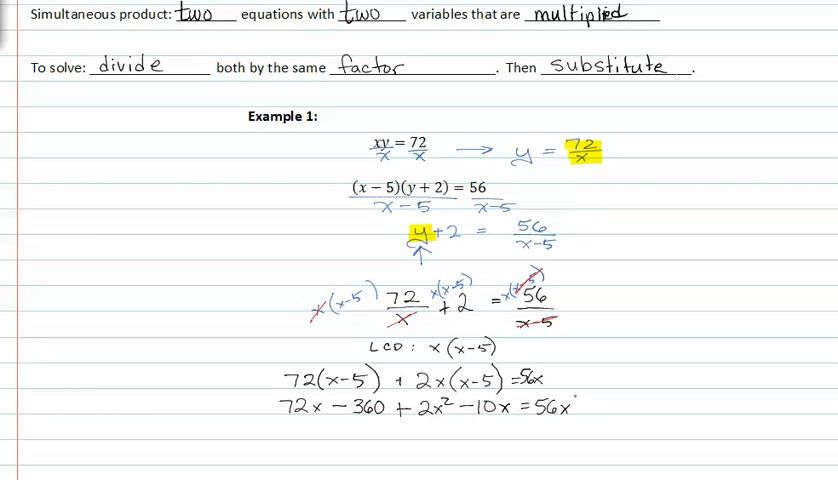 Simultaneous product: two equations with two variables that are multiplied
To solve: divide both by the same factor. Then substitute.
Example 1:
xy/x = 72/x → y = 72/x
(x − 5)(y + 2)/x − 5 = 56/x−5
y + 2 = 56/x−5
↑
x(x−5) 72/x + x(x−5) 2 = x(x−5) 56/x−5
LCD: x(x−5)
72(x−5) + 2x(x−5) = 56x
72x − 360 + 2x² − 10x = 56x